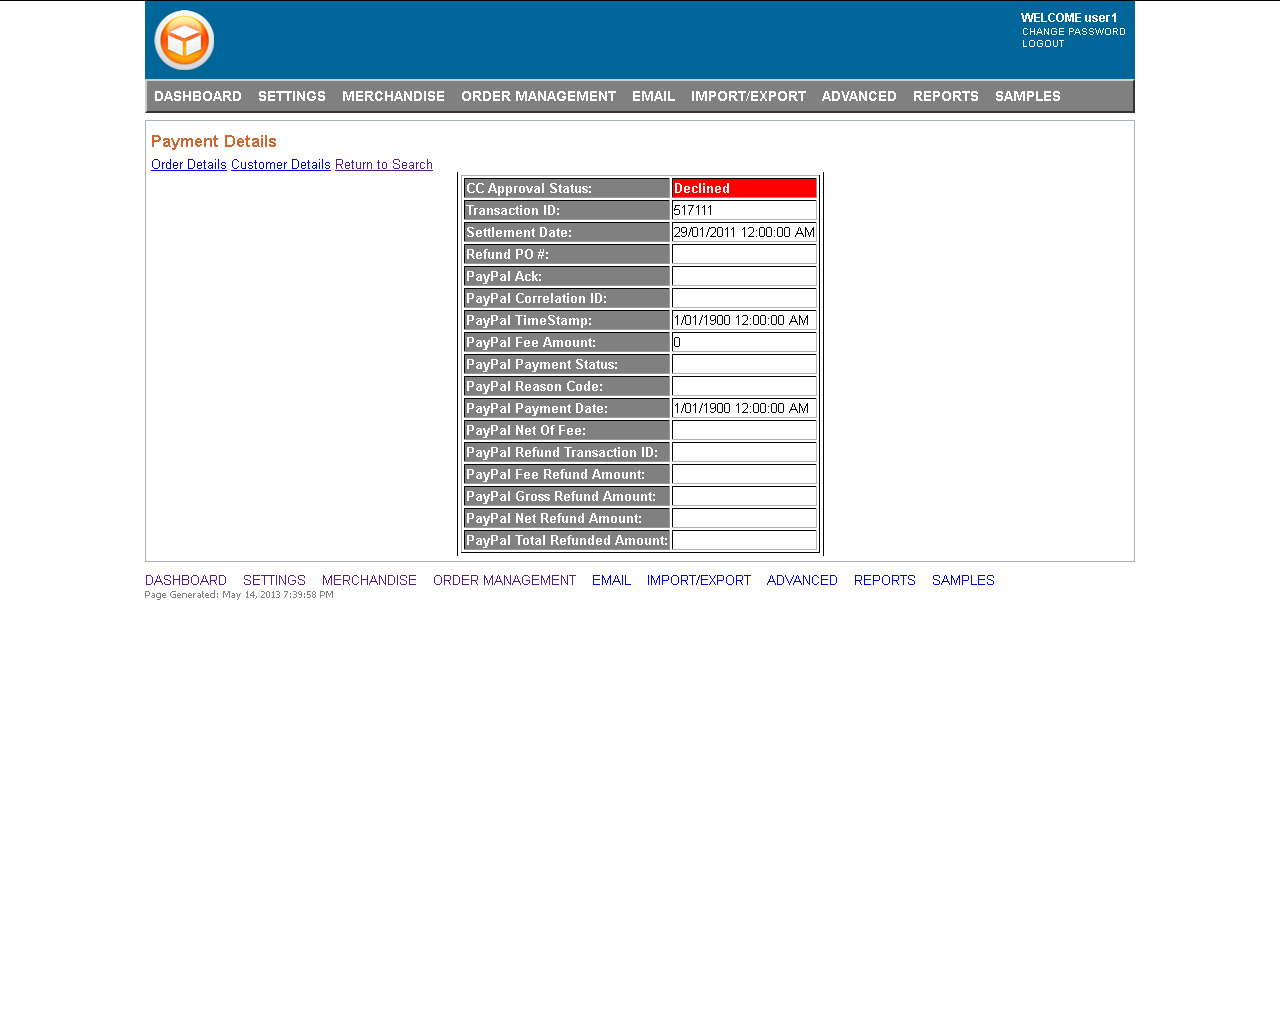 WELCOME user1
CHANGE PASSWORD
LOGOUT
DASHBOARD SETTINGS MERCHANDISE ORDER MANAGEMENT EMAIL IMPORT/EXPORT ADVANCED REPORTS SAMPLES
Payment Details
Order Details Customer Details Return to Search
CC Approval Status: Declined
Transaction ID: 517111
Settlement Date: 29/01/2011 12:00:00 AM
Refund PO #:
PayPal Ack:
PayPal Correlation ID:
PayPal TimeStamp: 1/01/1900 12:00:00 AM
PayPal Fee Amount: 0
PayPal Payment Status:
PayPal Reason Code:
PayPal Payment Date: 1/01/1900 12:00:00 AM
PayPal Net Of Fee:
PayPal Refund Transaction ID:
PayPal Fee Refund Amount:
PayPal Gross Refund Amount:
PayPal Net Refund Amount:
PayPal Total Refunded Amount:
DASHBOARD SETTINGS MERCHANDISE ORDER MANAGEMENT EMAIL IMPORT/EXPORT ADVANCED REPORTS SAMPLES
Page Generated: May 14, 2013 7:39:58 PM